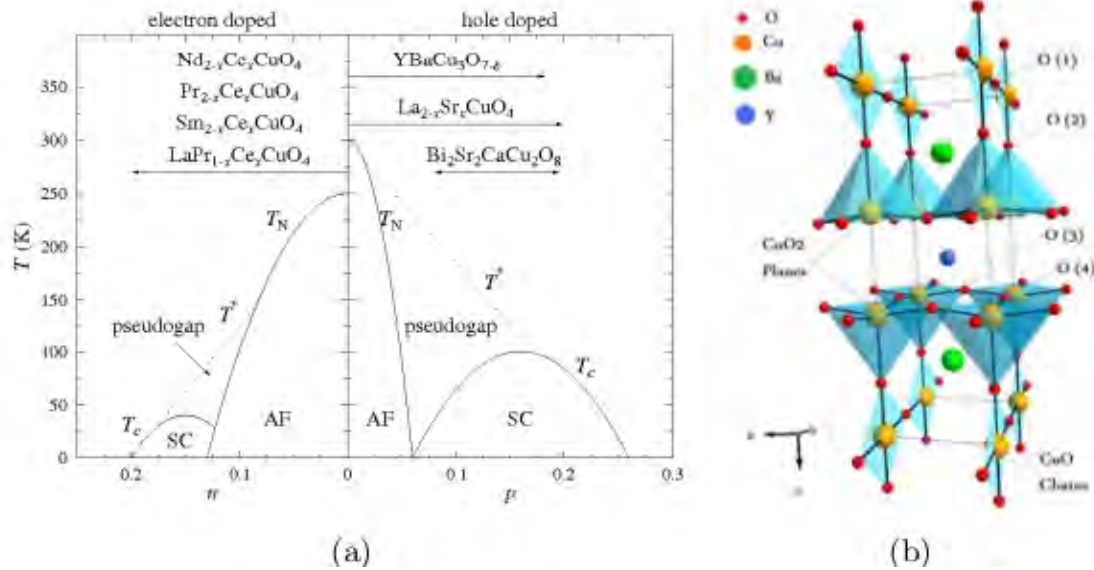 electron doped
hole doped
Nd2-xCexCuO4
Pr2-xCexCuO4
Sm2-xCexCuO4
LaPr1-xCexCuO4
YBaCu3O7-δ
La2-xSrxCuO4
Bi2Sr2CaCu2O8
T (K)
350
300
250
200
150
100
50
0
TN
TN
T*
T*
pseudogap
pseudogap
Tc
SC
AF
AF
SC
Tc
0.2
0.1
0
0.1
0.2
0.3
n
p
(a)
O
Cu
Ba
Y
O (1)
O (2)
O (3)
O (4)
CuO2
Planes
CuO
Chains
(b)